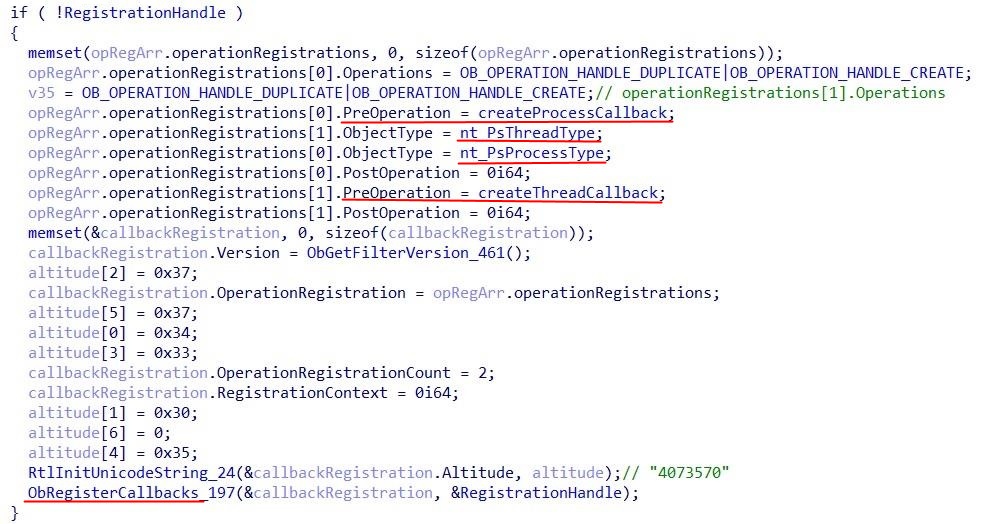 if ( !RegistrationHandle )
{
memset(opRegArr.operationRegistrations, 0, sizeof(opRegArr.operationRegistrations));
opRegArr.operationRegistrations[0].Operations = OB_OPERATION_HANDLE_DUPLICATE|OB_OPERATION_HANDLE_CREATE;
v35 = OB_OPERATION_HANDLE_DUPLICATE|OB_OPERATION_HANDLE_CREATE;// operationRegistrations[1].Operations
opRegArr.operationRegistrations[0].PreOperation = createProcessCallback;
opRegArr.operationRegistrations[1].ObjectType = nt_PsThreadType;
opRegArr.operationRegistrations[0].ObjectType = nt_PsProcessType;
opRegArr.operationRegistrations[0].PostOperation = 0i64;
opRegArr.operationRegistrations[1].PreOperation = createThreadCallback;
opRegArr.operationRegistrations[1].PostOperation = 0i64;
memset(&callbackRegistration, 0, sizeof(callbackRegistration));
callbackRegistration.Version = ObGetFilterVersion_461();
altitude[2] = 0x37;
callbackRegistration.OperationRegistration = opRegArr.operationRegistrations;
altitude[5] = 0x37;
altitude[0] = 0x34;
altitude[3] = 0x33;
callbackRegistration.OperationRegistrationCount = 2;
callbackRegistration.RegistrationContext = 0i64;
altitude[1] = 0x30;
altitude[6] = 0;
altitude[4] = 0x35;
RtlInitUnicodeString_24(&callbackRegistration.Altitude, altitude);// "4073570"
ObRegisterCallbacks_197(&callbackRegistration, &RegistrationHandle);
}